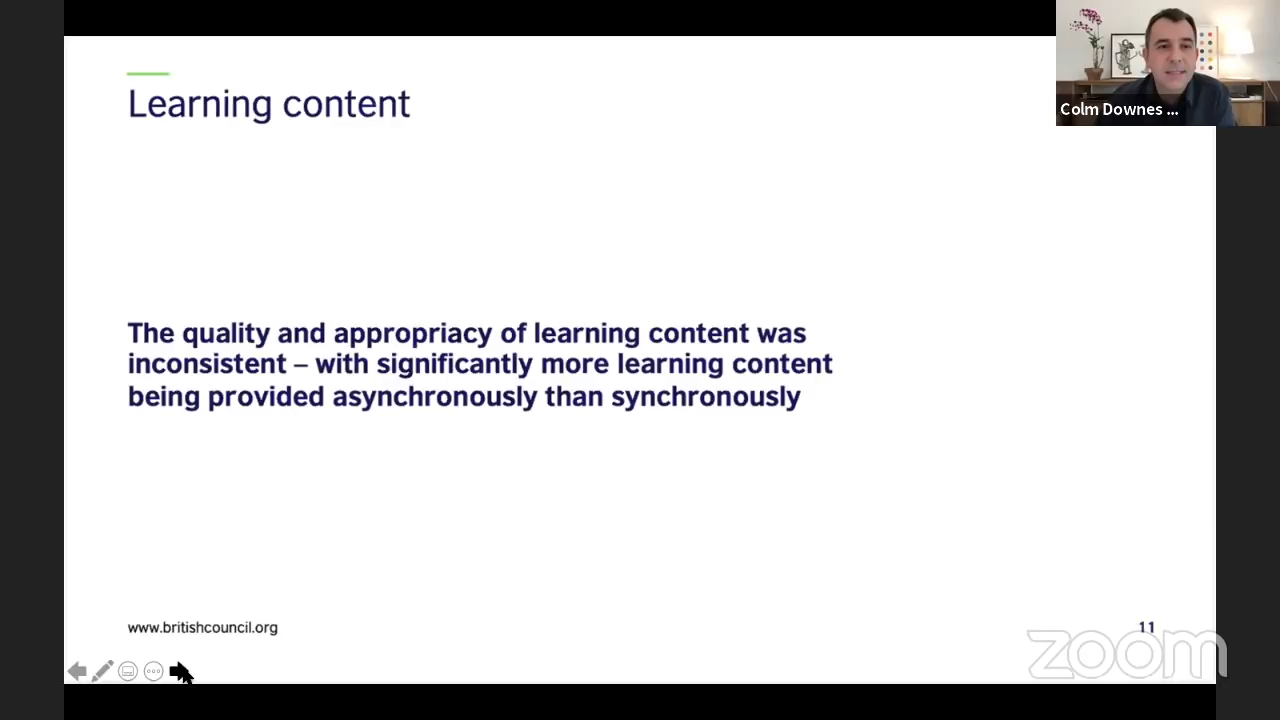 Learning content
Colm Downes ...
The quality and appropriacy of learning content was
inconsistent – with significantly more learning content
being provided asynchronously than synchronously
www.britishcouncil.org
11
zoom